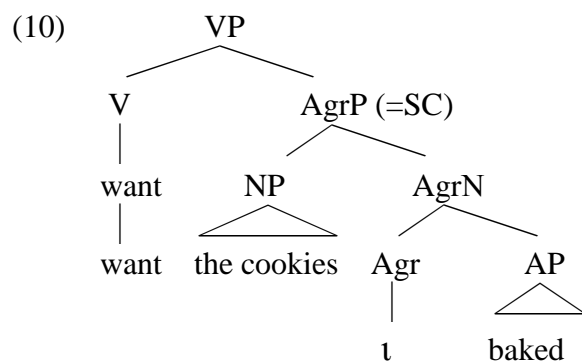 (10) VP
V AgrP (=SC)
want NP AgrN
want the cookies Agr AP
ι baked